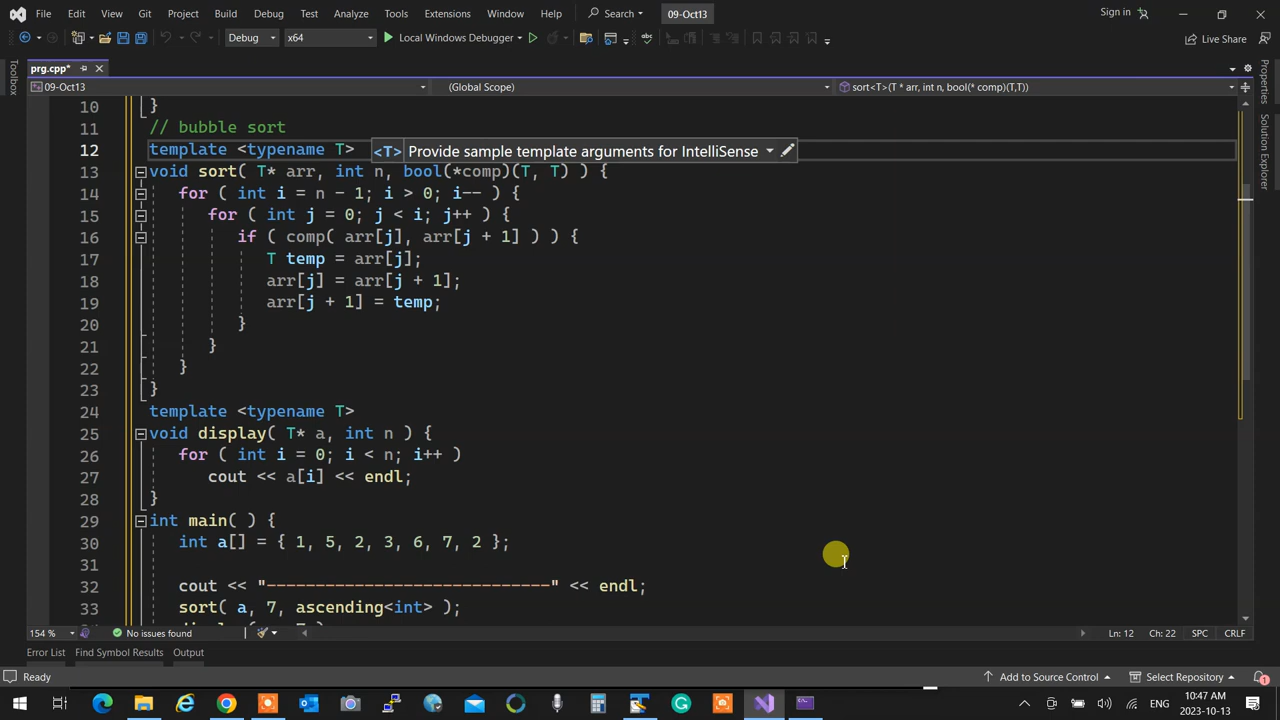 File Edit View Git Project Build Debug Test Analyze Tools Extensions Window Help Search 09-Oct13 Sign in
Debug x64 Local Windows Debugger Live Share
prg.cpp*
Toolbox
Properties
Solution Explorer
09-Oct13 (Global Scope) sort<T>(T * arr, int n, bool(* comp)(T,T))
10 }
11 // bubble sort
12 template <typename T> <T> Provide sample template arguments for IntelliSense
13 void sort( T* arr, int n, bool(*comp)(T, T) ) {
14 for ( int i = n - 1; i > 0; i-- ) {
15 for ( int j = 0; j < i; j++ ) {
16 if ( comp( arr[j], arr[j + 1] ) ) {
17 T temp = arr[j];
18 arr[j] = arr[j + 1];
19 arr[j + 1] = temp;
20 }
21 }
22 }
23 }
24 template <typename T>
25 void display( T* a, int n ) {
26 for ( int i = 0; i < n; i++ )
27 cout << a[i] << endl;
28 }
29 int main( ) {
30 int a[] = { 1, 5, 2, 3, 6, 7, 2 };
31
32 cout << "----------------------------" << endl;
33 sort( a, 7, ascending<int> );
154 % No issues found Ln: 12 Ch: 22 SPC CRLF
Error List Find Symbol Results Output
Ready Add to Source Control Select Repository 1
10:47 AM
ENG
2023-10-13